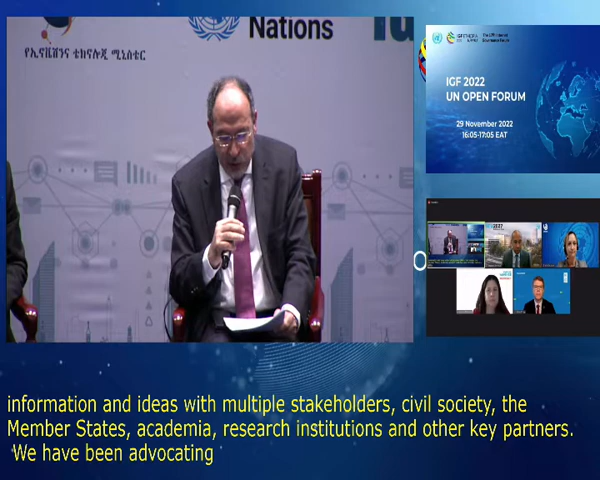 Nations
የኢኖቬሽንና ቴክኖሎጂ ሚኒስቴር
IGF 2022
UN OPEN FORUM
29 November 2022
16:05-17:05 EAT
information and ideas with multiple stakeholders, civil society, the
Member States, academia, research institutions and other key partners.
We have been advocating